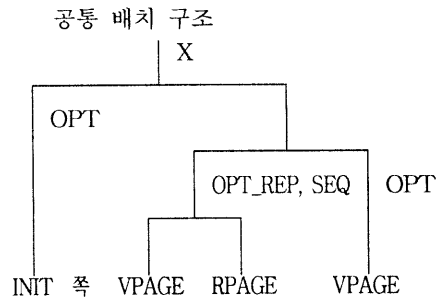 공통 배치 구조
X
OPT
OPT_REP, SEQ OPT
INIT 쪽 VPAGE RPAGE VPAGE